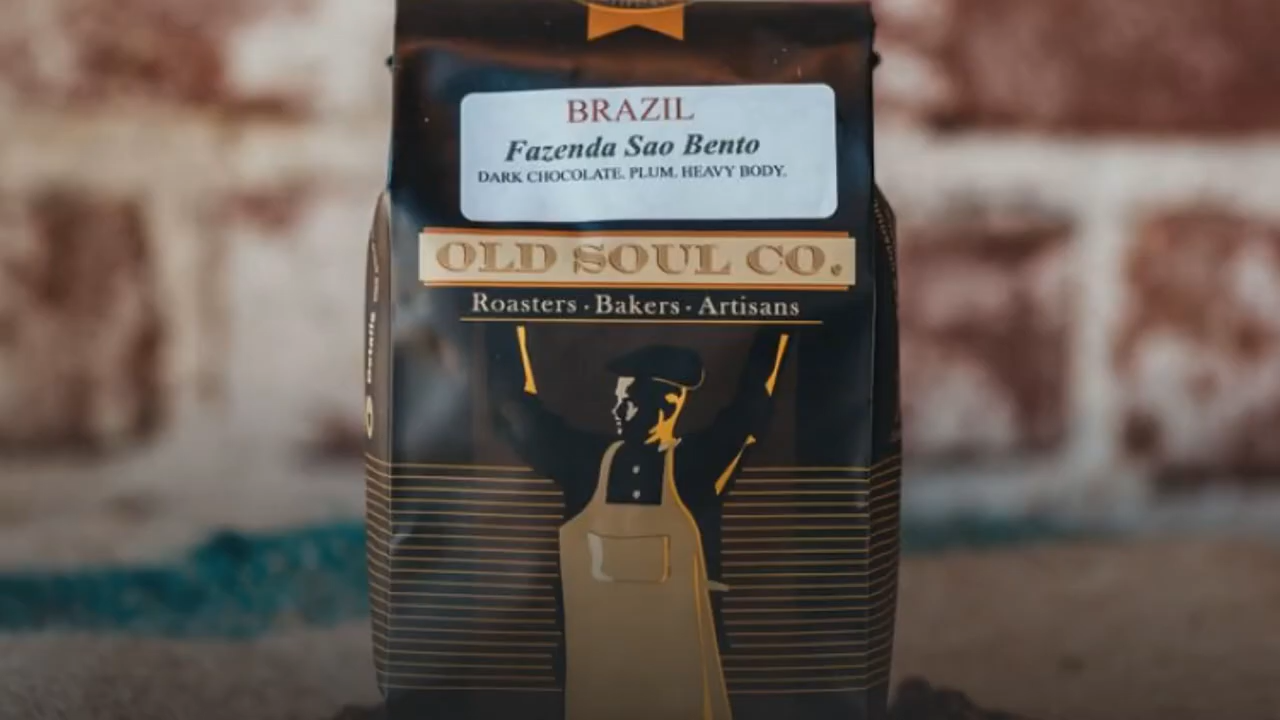 BRAZIL
Fazenda Sao Bento
DARK CHOCOLATE. PLUM. HEAVY BODY.
OLD SOUL CO.
Roasters · Bakers · Artisans